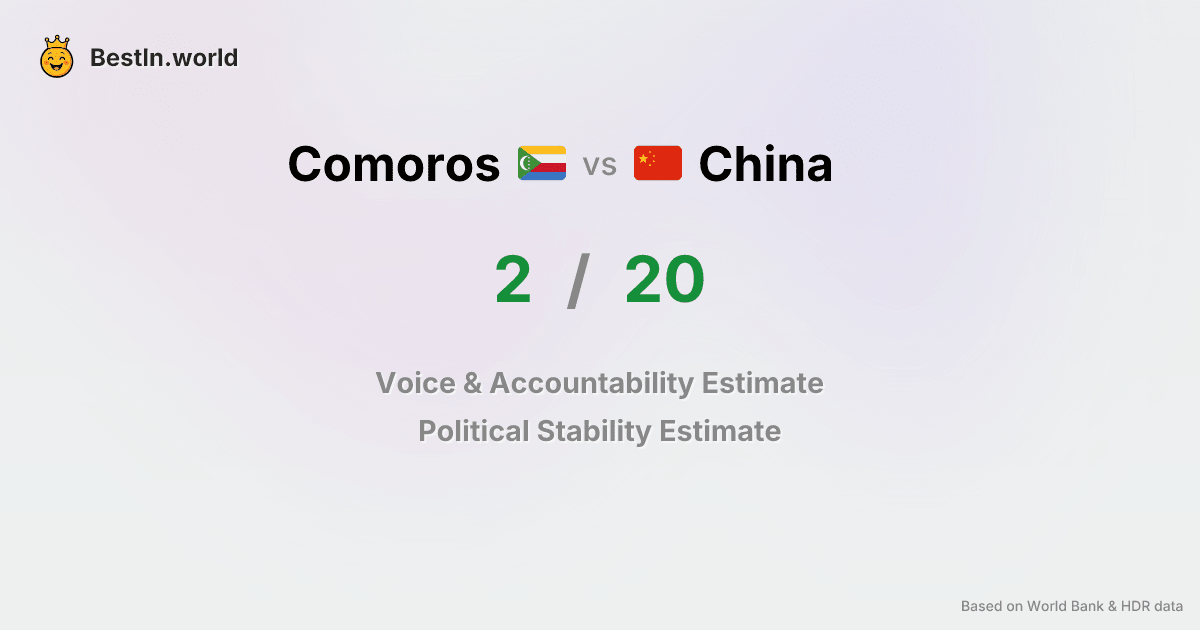 BestIn.world
Comoros vs China
2 / 20
Voice & Accountability Estimate
Political Stability Estimate
Based on World Bank & HDR data